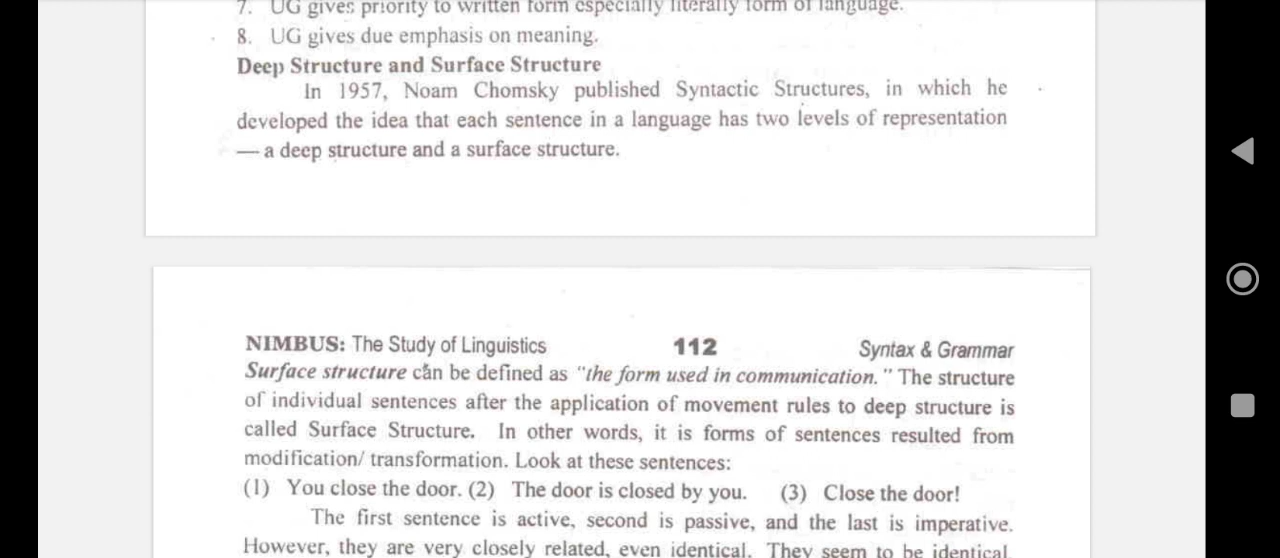 7. UG gives priority to written form especially literally form of language.
8. UG gives due emphasis on meaning.
Deep Structure and Surface Structure
In 1957, Noam Chomsky published Syntactic Structures, in which he
developed the idea that each sentence in a language has two levels of representation
— a deep structure and a surface structure.
NIMBUS: The Study of Linguistics 112 Syntax & Grammar
Surface structure can be defined as "the form used in communication." The structure
of individual sentences after the application of movement rules to deep structure is
called Surface Structure. In other words, it is forms of sentences resulted from
modification/ transformation. Look at these sentences:
(1) You close the door. (2) The door is closed by you. (3) Close the door!
The first sentence is active, second is passive, and the last is imperative.
However, they are very closely related, even identical. They seem to be identical,